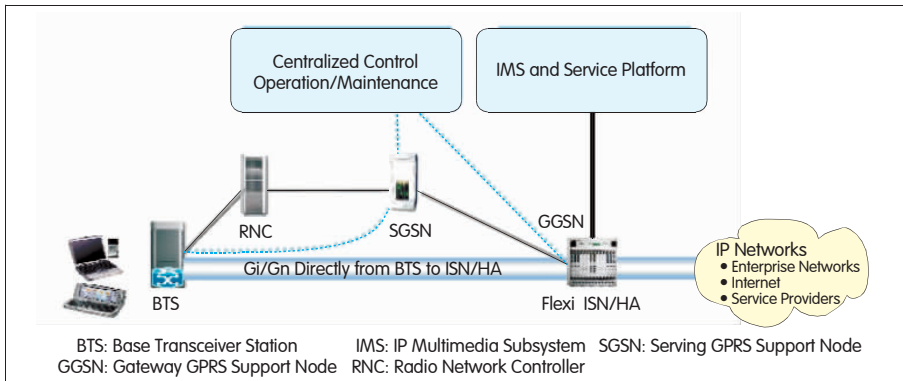 Centralized Control
Operation/Maintenance
IMS and Service Platform
RNC
SGSN
GGSN
IP Networks
• Enterprise Networks
• Internet
• Service Providers
Gi/Gn Directly from BTS to ISN/HA
BTS
Flexi ISN/HA
BTS: Base Transceiver Station IMS: IP Multimedia Subsystem SGSN: Serving GPRS Support Node
GGSN: Gateway GPRS Support Node RNC: Radio Network Controller